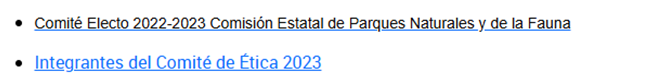 Comité Electo 2022-2023 Comisión Estatal de Parques Naturales y de la Fauna
Integrantes del Comité de Ética 2023